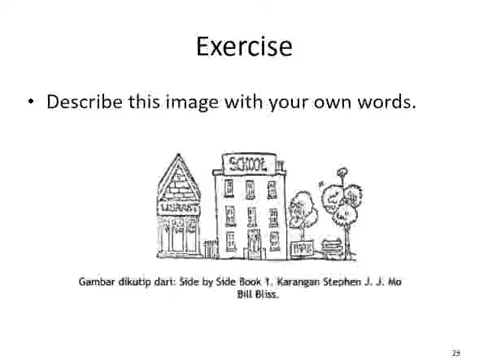 Exercise
• Describe this image with your own words.
SCHOOL
LIBRARY
PARK
Gambar dikutip dari: Side by Side Book 1. Karangan Stephen J. J. Mo
Bill Bliss.
29